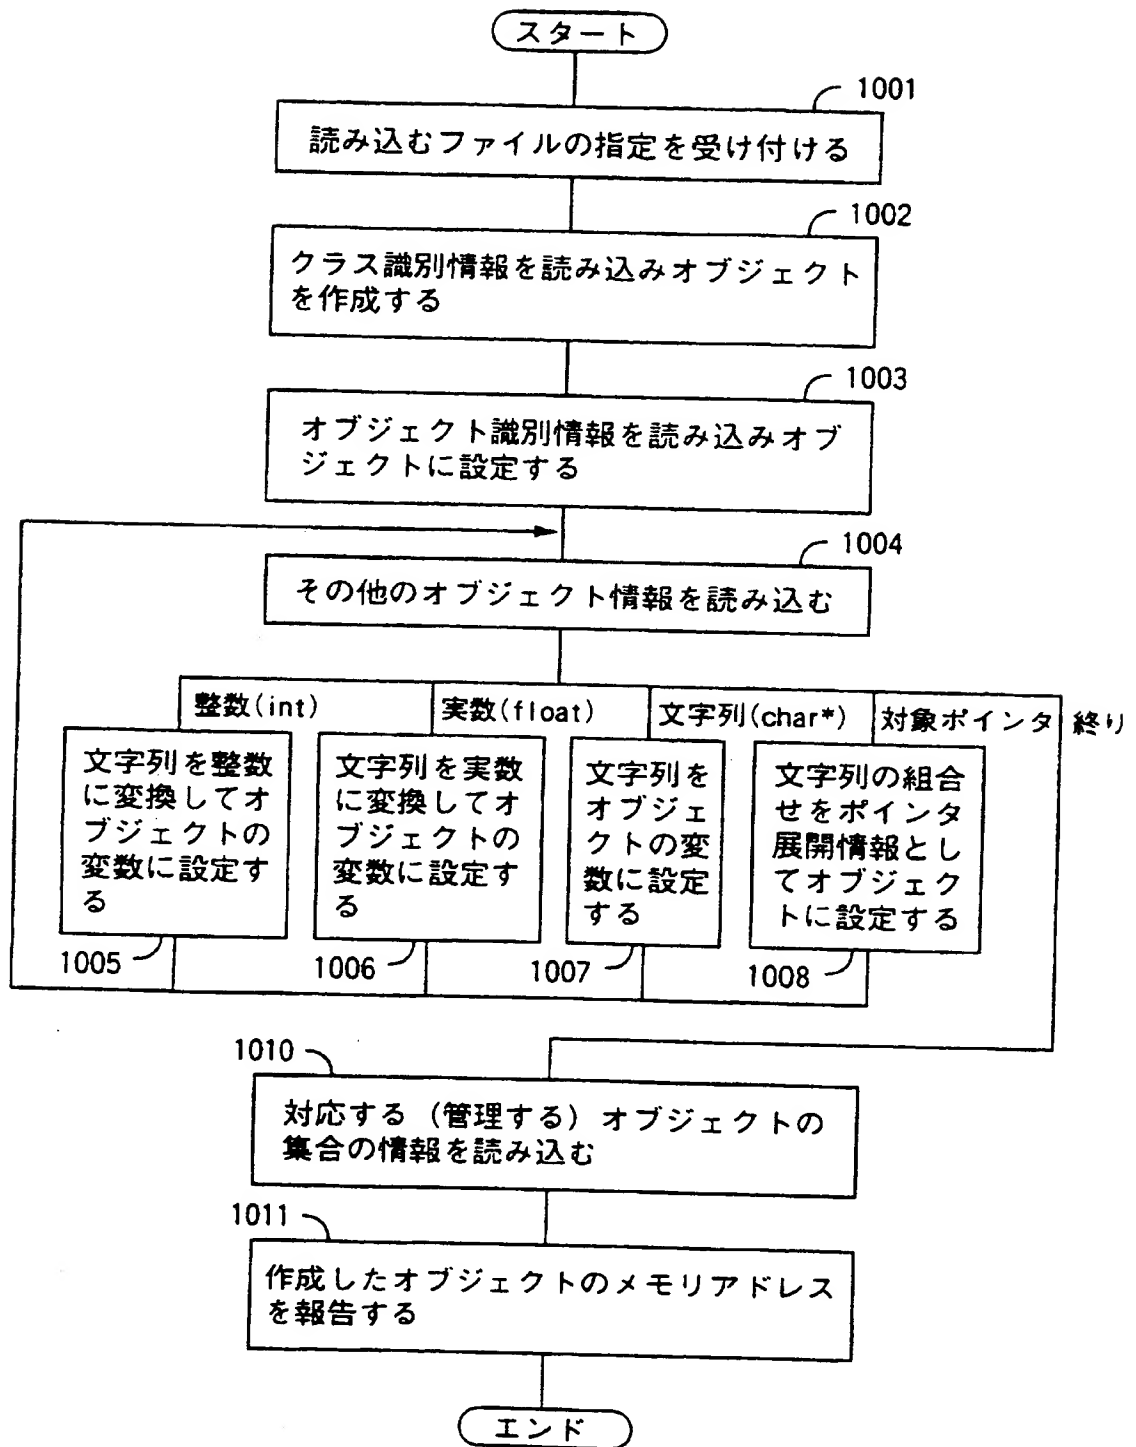 スタート
1001
読み込むファイルの指定を受け付ける
1002
クラス識別情報を読み込みオブジェクト
を作成する
1003
オブジェクト識別情報を読み込みオブ
ジェクトに設定する
1004
その他のオブジェクト情報を読み込む
整数(int)
実数(float)
文字列(char*)
対象ポインタ
終り
文字列を整数
に変換してオ
ブジェクトの
変数に設定す
る
1005
文字列を実数
に変換してオ
ブジェクトの
変数に設定す
る
1006
文字列を
オブジェ
クトの変
数に設定
する
1007
文字列の組合
せをポインタ
展開情報とし
てオブジェク
トに設定する
1008
1010
対応する（管理する）オブジェクトの
集合の情報を読み込む
1011
作成したオブジェクトのメモリアドレス
を報告する
エンド